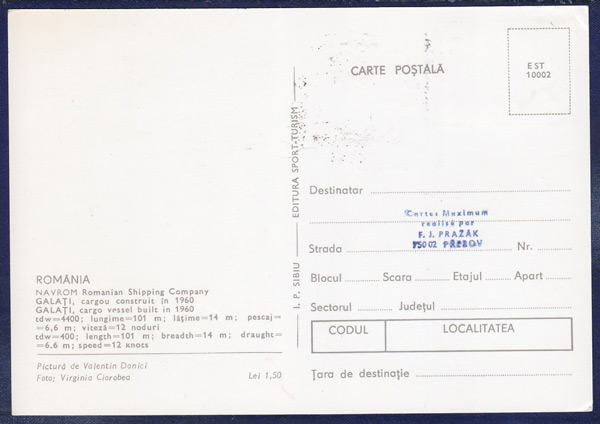 CARTE POȘTALĂ
EST
10002
ROMÂNIA
NAVROM Romanian Shipping Company
GALAȚI, cargou construit în 1960
GALAȚI, cargo vessel built in 1960
tdw=4400; lungime=101 m; lățime=14 m; pescaj=
=6,6 m; viteză=12 noduri
tdw=400; length=101 m; breadth=14 m; draught=
=6.6 m; speed=12 knots
Pictură de Valentin Donici
Foto: Virginia Ciorobea
Lei 1,50
I. P. SIBIU — EDITURA SPORT-TURISM
Destinatar
Cartes Maximum
realisé par
F. J. PRAŽÁK
75002 PŘEROV
Strada Nr.
Blocul Scara Etajul Apart
Sectorul Județul
CODUL LOCALITATEA
Țara de destinație